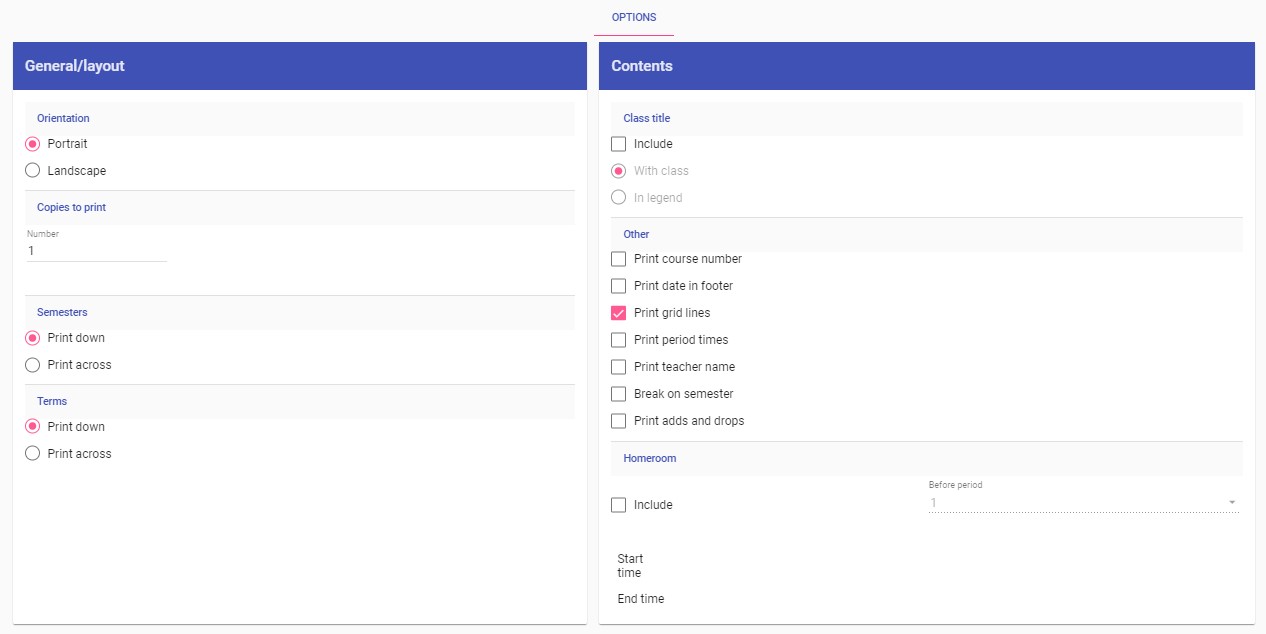 OPTIONS
General/layout
Orientation
Portrait
Landscape
Copies to print
Number
1
Semesters
Print down
Print across
Terms
Print down
Print across
Contents
Class title
Include
With class
In legend
Other
Print course number
Print date in footer
Print grid lines
Print period times
Print teacher name
Break on semester
Print adds and drops
Homeroom
Include
Before period
1
Start
time
End time